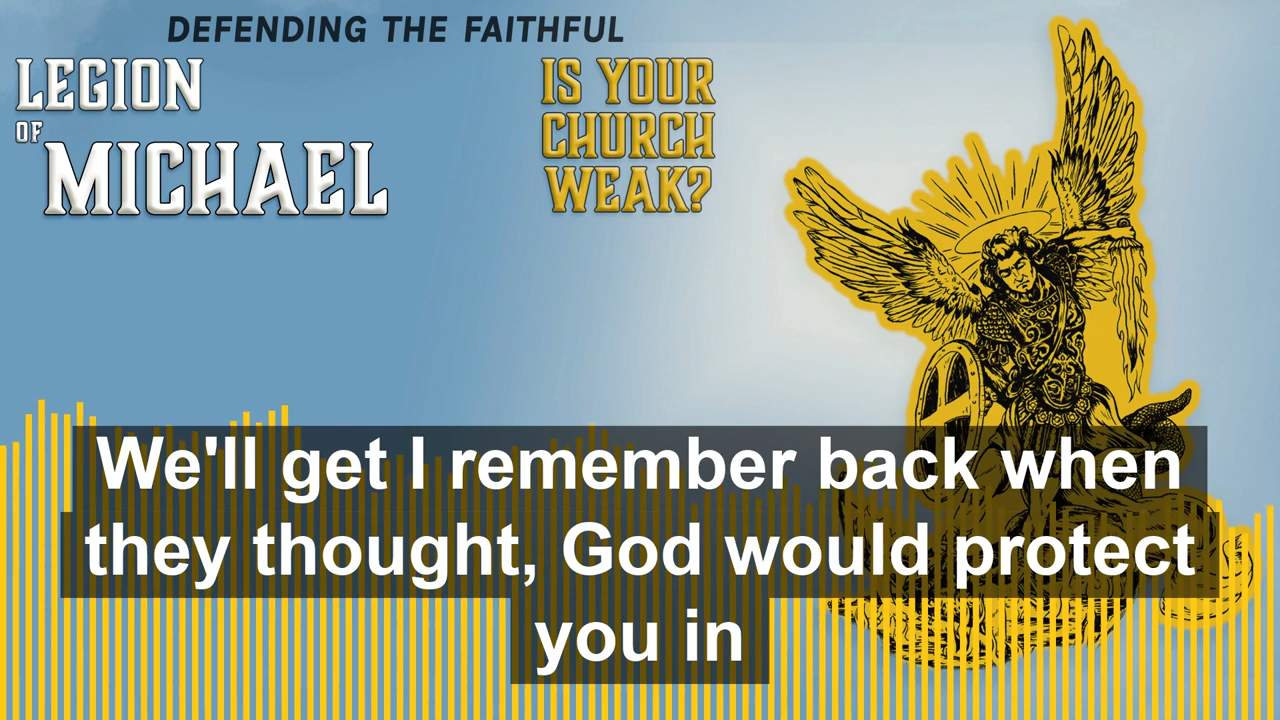 DEFENDING THE FAITHFUL
LEGION
OF
MICHAEL
IS YOUR
CHURCH
WEAK?
We'll get I remember back when
they thought, God would protect
you in